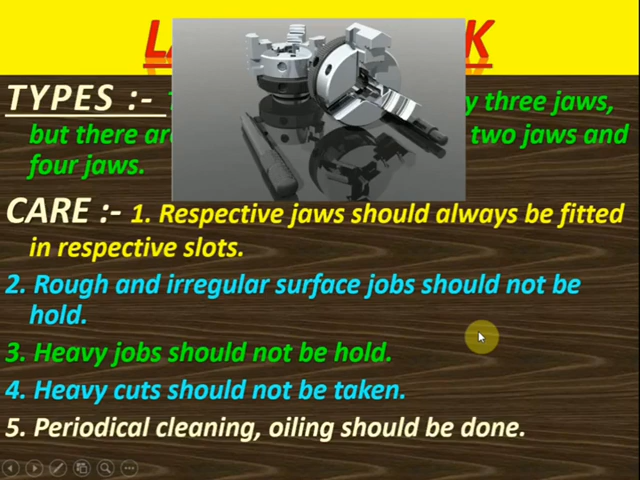 K
TYPES :- y three jaws,
but there are two jaws and
four jaws.
CARE :- 1. Respective jaws should always be fitted
in respective slots.
2. Rough and irregular surface jobs should not be
hold.
3. Heavy jobs should not be hold.
4. Heavy cuts should not be taken.
5. Periodical cleaning, oiling should be done.